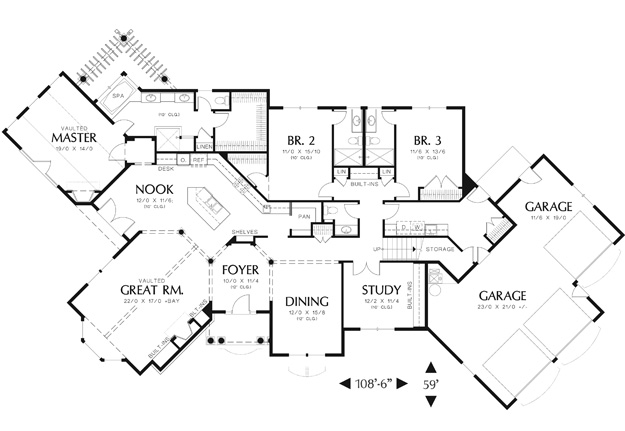 SPA
(10' CLG)
LINEN
VAULTED
MASTER
19/0 X 14/0
DESK
REF
BR. 2
11/0 X 15/10
(10' CLG)
BR. 3
11/6 X 13/6
(10' CLG)
LIN
LIN
BUILT-INS
NOOK
12/0 X 11/6
(10' CLG)
PAN
SHELVES
D
W
UP
STORAGE
GARAGE
11/6 X 19/0
VAULTED
GREAT RM.
22/0 X 17/0 +BAY
FOYER
10/0 X 11/4
(10' CLG)
DINING
12/0 X 15/8
(10' CLG)
STUDY
12/2 X 11/4
(10' CLG)
BUILT-INS
GARAGE
23/0 X 21/0 +/-
BLT-INS
BUILT-INS
108'-6"
59'